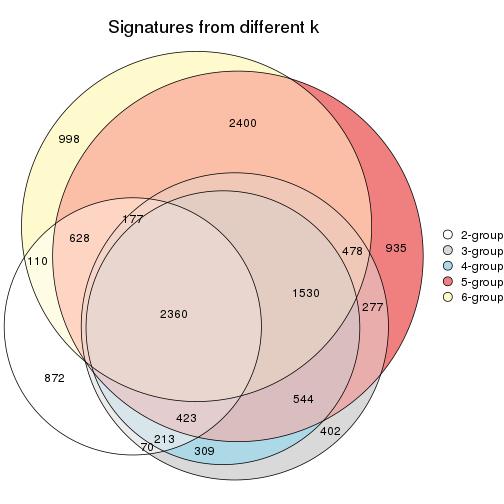 Signatures from different k
2400
998
177
628
478
935
110
1530
277
2360
872
544
423
402
213
70
309
2-group
3-group
4-group
5-group
6-group